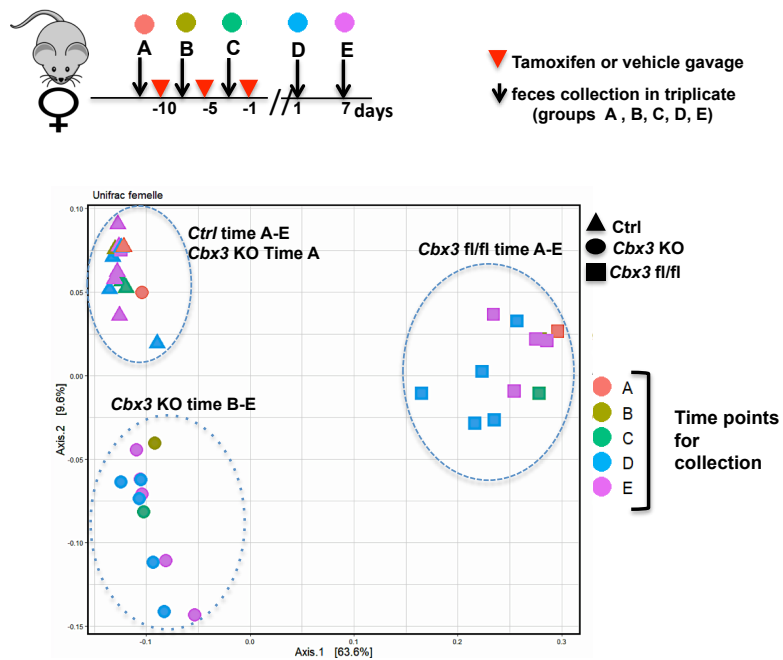 A B C D E
-10 -5 -1 // 1 7 days
Tamoxifen or vehicle gavage
feces collection in triplicate
(groups A , B, C, D, E)
Unifrac femelle
Ctrl time A-E
Cbx3 KO Time A
Cbx3 fl/fl time A-E
Cbx3 KO time B-E
Ctrl
Cbx3 KO
Cbx3 fl/fl
A
B
C
D
E
Time points
for
collection
0.10
0.05
0.00
-0.05
-0.10
-0.15
Axis.2 [9.6%]
-0.1 0.0 0.1 0.2 0.3
Axis.1 [63.6%]